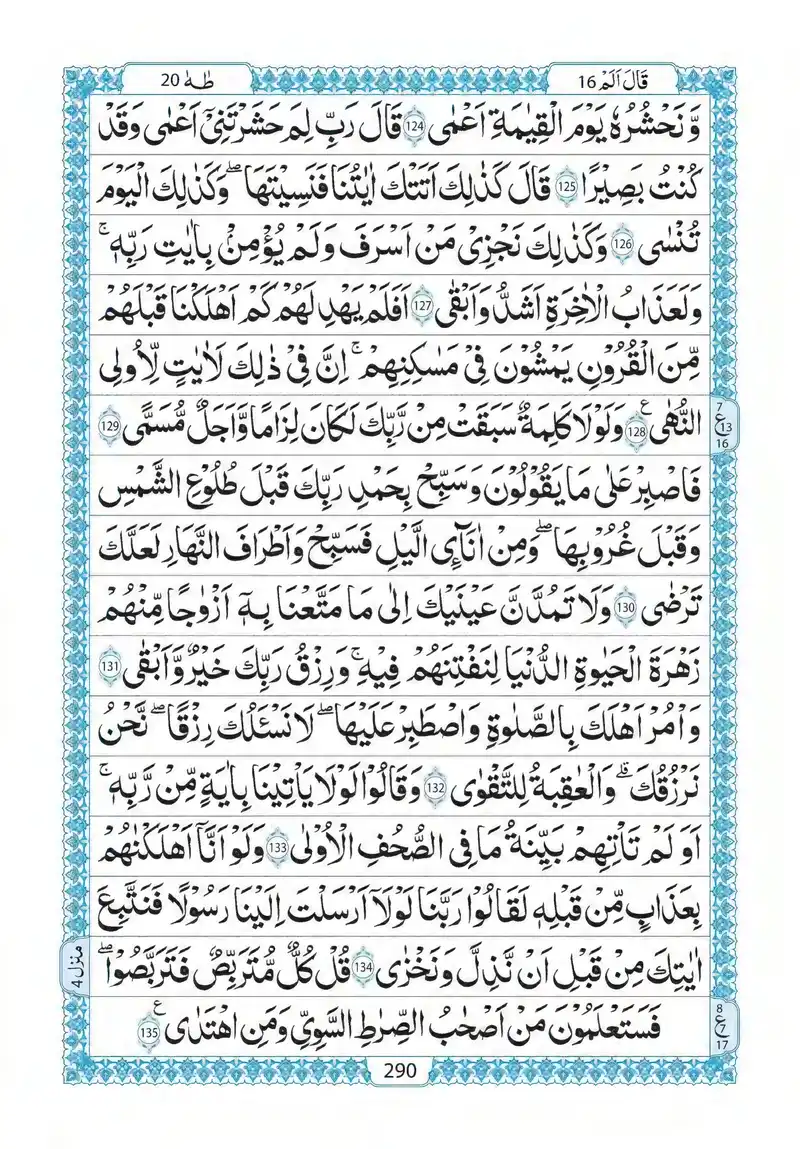 قَالَ اَلَمْ 16
طٰهٰ 20
وَّ نَحْشُرُهٗ یَوْمَ الْقِیٰمَةِ اَعْمٰى 124 قَالَ رَبِّ لِمَ حَشَرْتَنِیْۤ اَعْمٰى وَقَدْ
كُنْتُ بَصِیْرًا 125 قَالَ كَذٰلِكَ اَتَتْكَ اٰیٰتُنَا فَنَسِیْتَهَا ۖ وَكَذٰلِكَ الْیَوْمَ
تُنْسٰى 126 وَكَذٰلِكَ نَجْزِیْ مَنْ اَسْرَفَ وَلَمْ یُؤْمِنْۢ بِاٰیٰتِ رَبِّهٖ ۚ
وَلَعَذَابُ الْاٰخِرَةِ اَشَدُّ وَاَبْقٰى 127 اَفَلَمْ یَهْدِ لَهُمْ كَمْ اَهْلَكْنَا قَبْلَهُمْ
مِّنَ الْقُرُوْنِ یَمْشُوْنَ فِیْ مَسٰكِنِهِمْ ۚ اِنَّ فِیْ ذٰلِكَ لَاٰیٰتٍ لِّاُولِی
النُّهٰى ع 128 وَلَوْلَا كَلِمَةٌ سَبَقَتْ مِنْ رَّبِّكَ لَكَانَ لِزَامًا وَّاَجَلٌ مُّسَمًّى 129
7
ع
13
16
فَاصْبِرْ عَلٰى مَا یَقُوْلُوْنَ وَسَبِّحْ بِحَمْدِ رَبِّكَ قَبْلَ طُلُوْعِ الشَّمْسِ
وَقَبْلَ غُرُوْبِهَا ۖ وَمِنْ اٰنَآئِ الَّیْلِ فَسَبِّحْ وَاَطْرَافَ النَّهَارِ لَعَلَّكَ
تَرْضٰى 130 وَلَا تَمُدَّنَّ عَیْنَیْكَ اِلٰى مَا مَتَّعْنَا بِهٖۤ اَزْوَاجًا مِّنْهُمْ
زَهْرَةَ الْحَیٰوةِ الدُّنْیَا لِنَفْتِنَهُمْ فِیْهِ ۚ وَرِزْقُ رَبِّكَ خَیْرٌ وَّاَبْقٰى 131
وَاْمُرْ اَهْلَكَ بِالصَّلٰوةِ وَاصْطَبِرْ عَلَیْهَا ۖ لَا نَسْـَٔلُكَ رِزْقًا ۖ نَّحْنُ
نَرْزُقُكَ ۗ وَالْعٰقِبَةُ لِلتَّقْوٰى 132 وَقَالُوْا لَوْلَا یَاْتِیْنَا بِاٰیَةٍ مِّنْ رَّبِّهٖ ۚ
اَوَلَمْ تَاْتِهِمْ بَیِّنَةُ مَا فِی الصُّحُفِ الْاُوْلٰى 133 وَلَوْ اَنَّاۤ اَهْلَكْنٰهُمْ
بِعَذَابٍ مِّنْ قَبْلِهٖ لَقَالُوْا رَبَّنَا لَوْلَاۤ اَرْسَلْتَ اِلَیْنَا رَسُوْلًا فَنَتَّبِعَ
اٰیٰتِكَ مِنْ قَبْلِ اَنْ نَّذِلَّ وَنَخْزٰى 134 قُلْ كُلٌّ مُّتَرَبِّصٌ فَتَرَبَّصُوْا ۖ
منزل 4
فَسَتَعْلَمُوْنَ مَنْ اَصْحٰبُ الصِّرَاطِ السَّوِیِّ وَمَنِ اهْتَدٰى ع 135
8
ع
7
17
290